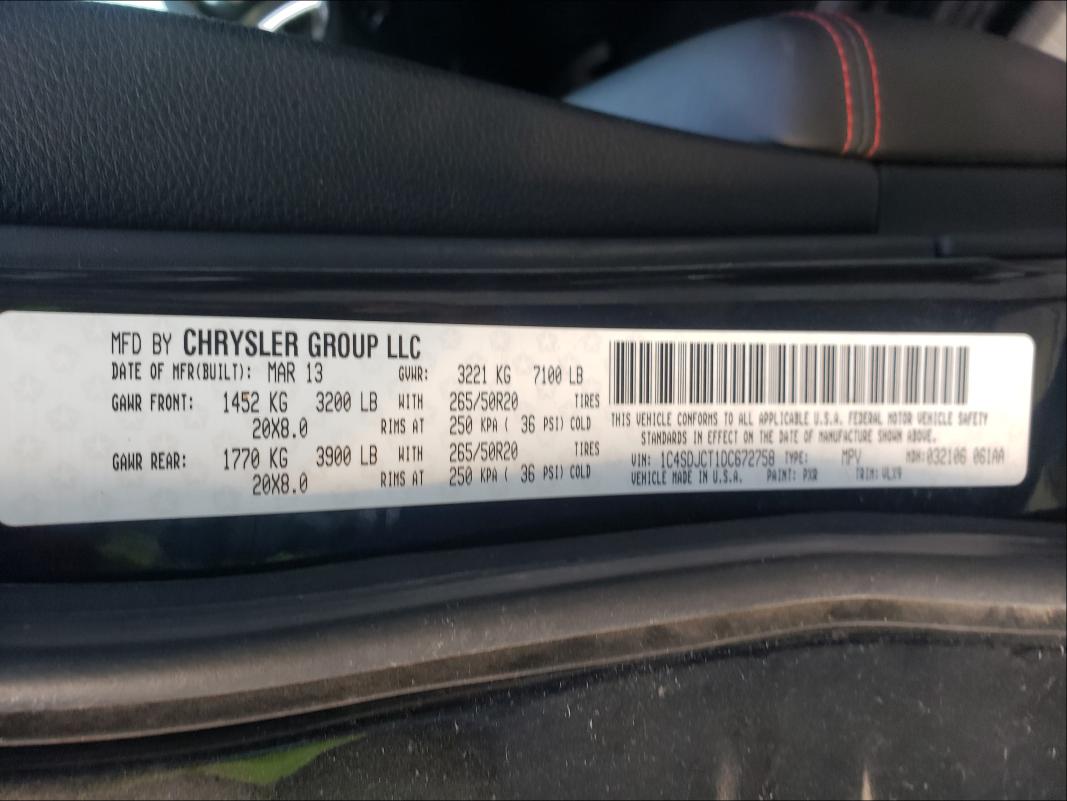 MFD BY CHRYSLER GROUP LLC
DATE OF MFR(BUILT): MAR 13 GVWR: 3221 KG 7100 LB
GAWR FRONT: 1452 KG 3200 LB WITH 265/50R20 TIRES
20X8.0 RIMS AT 250 KPA ( 36 PSI) COLD
GAWR REAR: 1770 KG 3900 LB WITH 265/50R20 TIRES
20X8.0 RIMS AT 250 KPA ( 36 PSI) COLD
THIS VEHICLE CONFORMS TO ALL APPLICABLE U.S.A. FEDERAL MOTOR VEHICLE SAFETY
STANDARDS IN EFFECT ON THE DATE OF MANUFACTURE SHOWN ABOVE.
VIN: 1C4SDJCT1DC672758 TYPE: MPV MDH:032106 061AA
VEHICLE MADE IN U.S.A. PAINT: PXR TRIM: VLX9